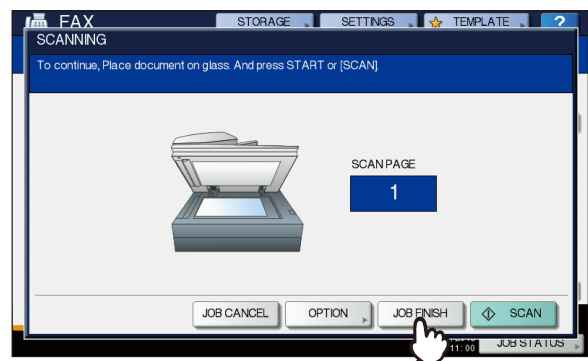 FAX
STORAGE
SETTINGS
TEMPLATE
?
SCANNING
To continue, Place document on glass. And press START or [SCAN].
SCAN PAGE
1
JOB CANCEL
OPTION
JOB FINISH
SCAN
11:00
JOB STATUS